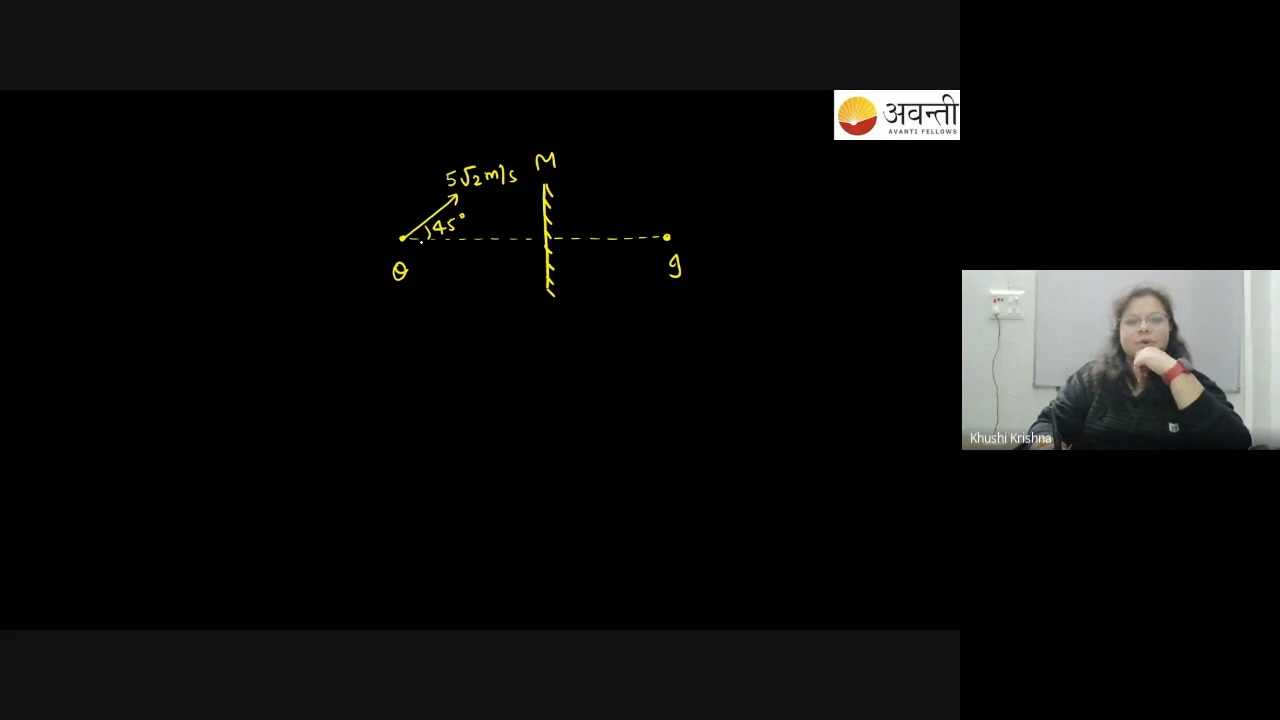 अवन्ती
AVANTI FELLOWS
M
5√2 m/s
45°
O
I
Khushi Krishna